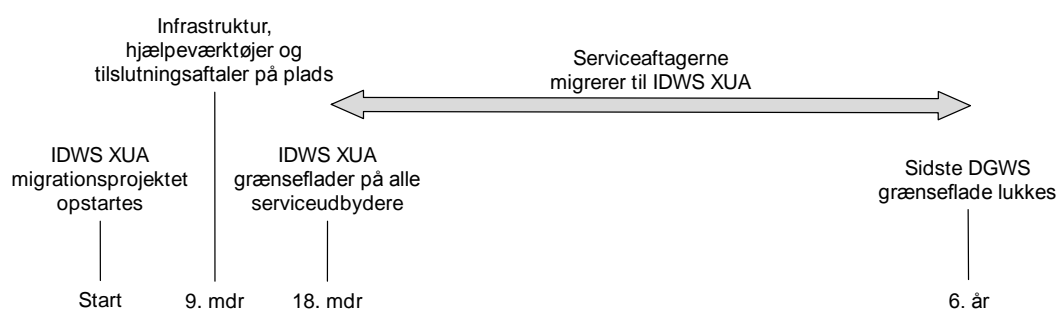 Infrastruktur,
hjælpeværktøjer og
tilslutningsaftaler på plads
Serviceaftagerne
migrerer til IDWS XUA
IDWS XUA
migrationsprojektet
opstartes
IDWS XUA
grænseflader på alle
serviceudbydere
Sidste DGWS
grænseflade lukkes
Start
9. mdr
18. mdr
6. år